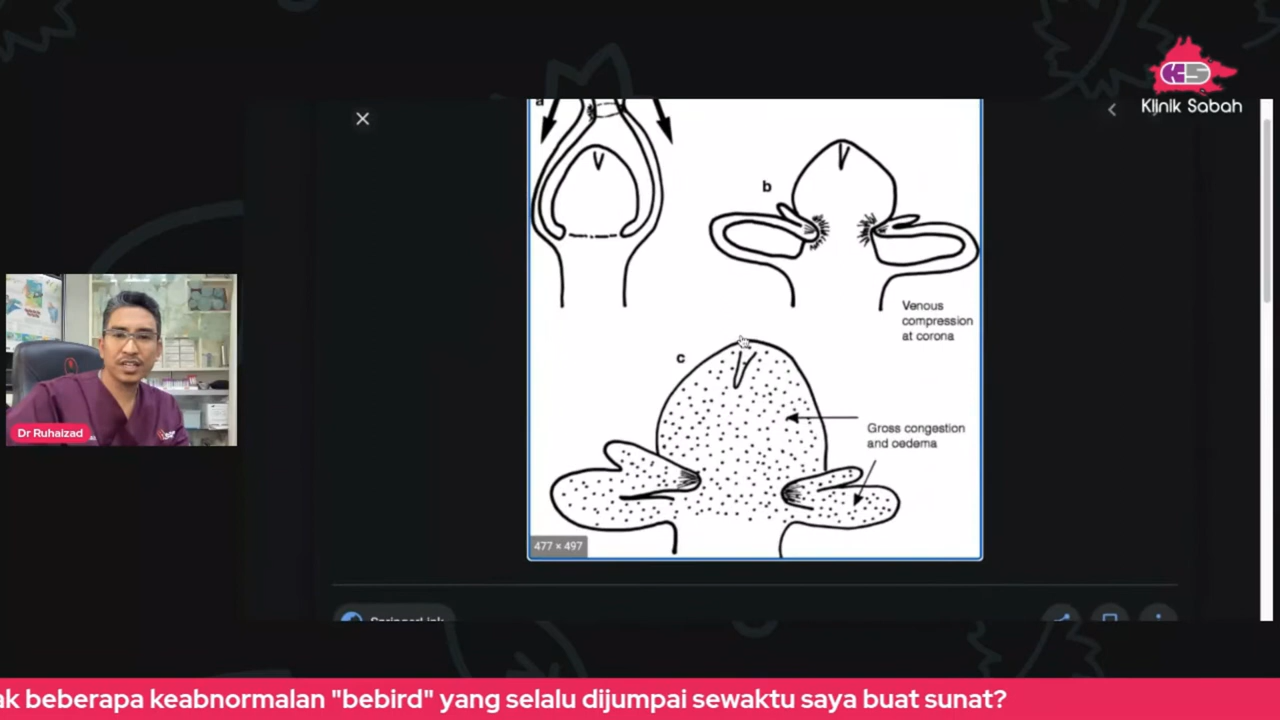 KS
Klinik Sabah
a
b
Venous
compression
at corona
c
Gross congestion
and oedema
Dr Ruhaizad
477 × 497
ak beberapa keabnormalan "bebird" yang selalu dijumpai sewaktu saya buat sunat?